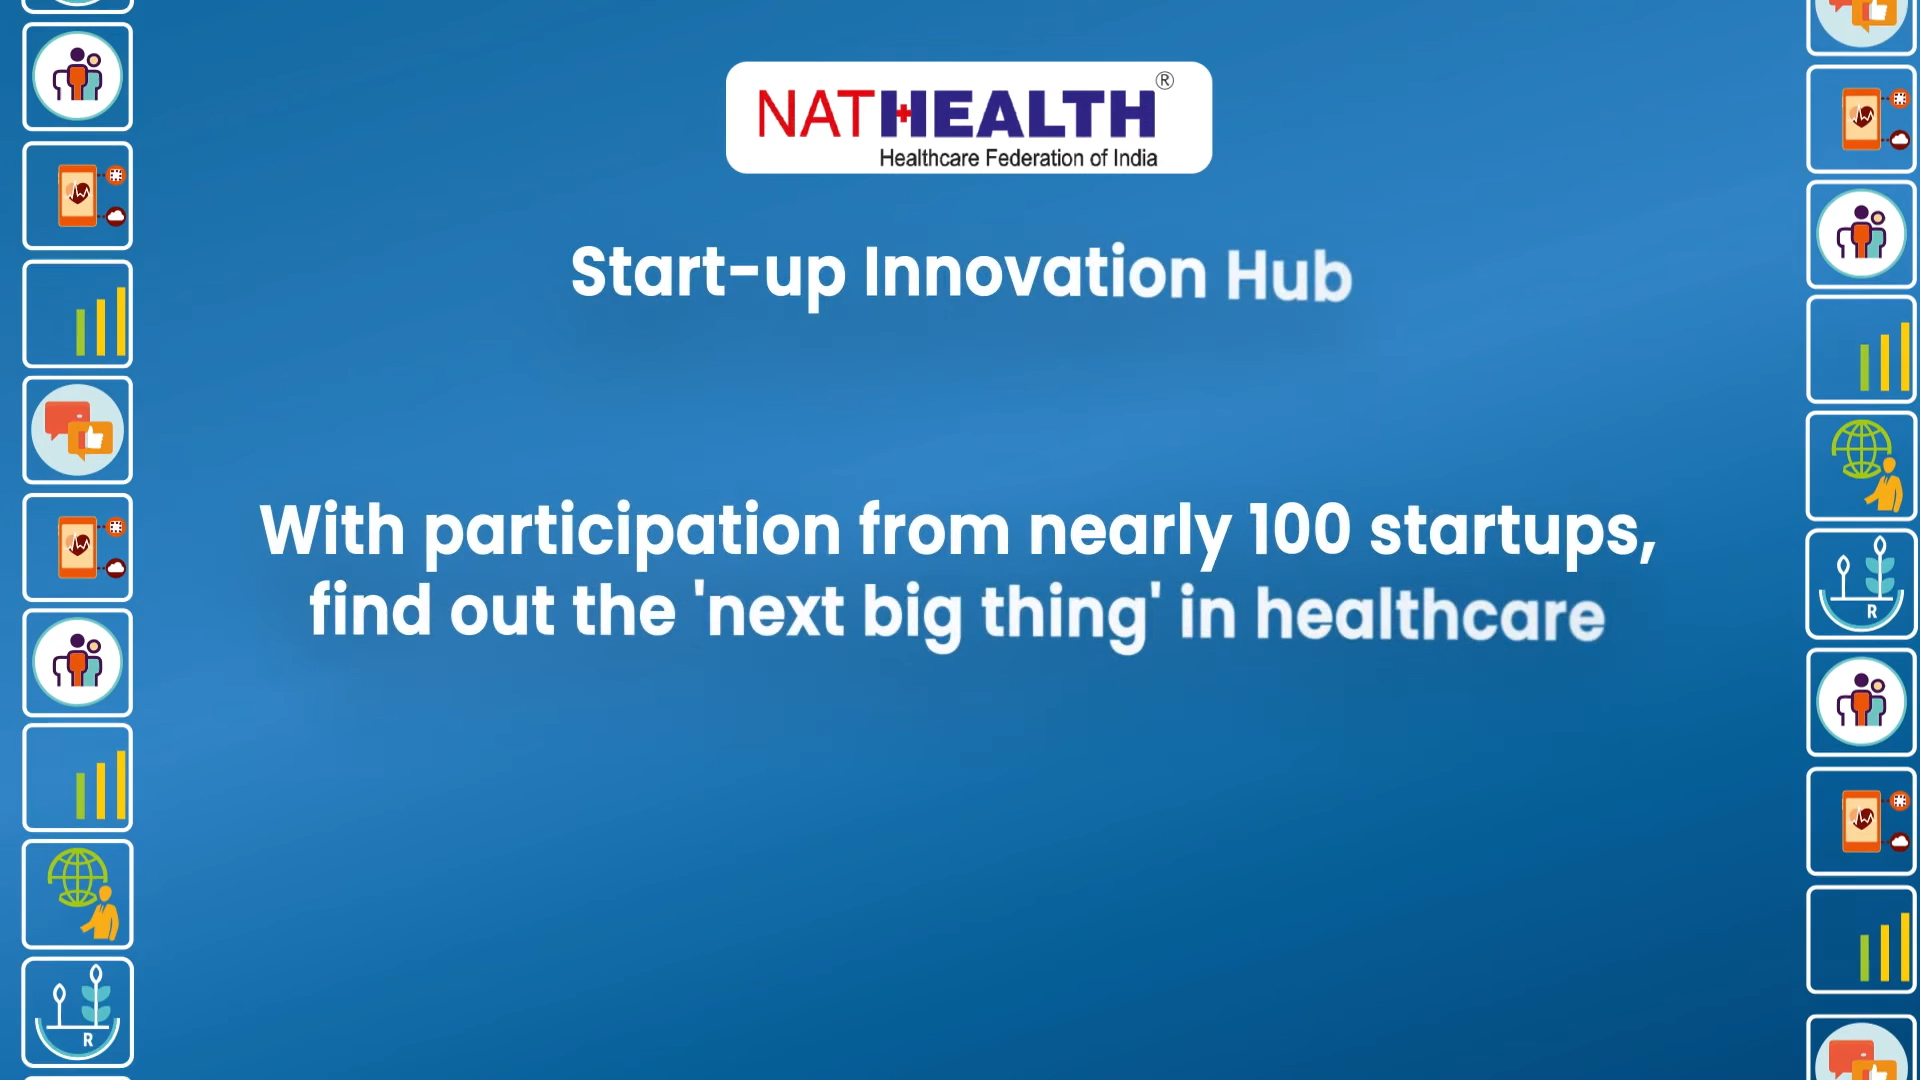 NATHEALTH®
Healthcare Federation of India
Start-up Innovation Hub
With participation from nearly 100 startups,
find out the 'next big thing' in healthcare
R
R